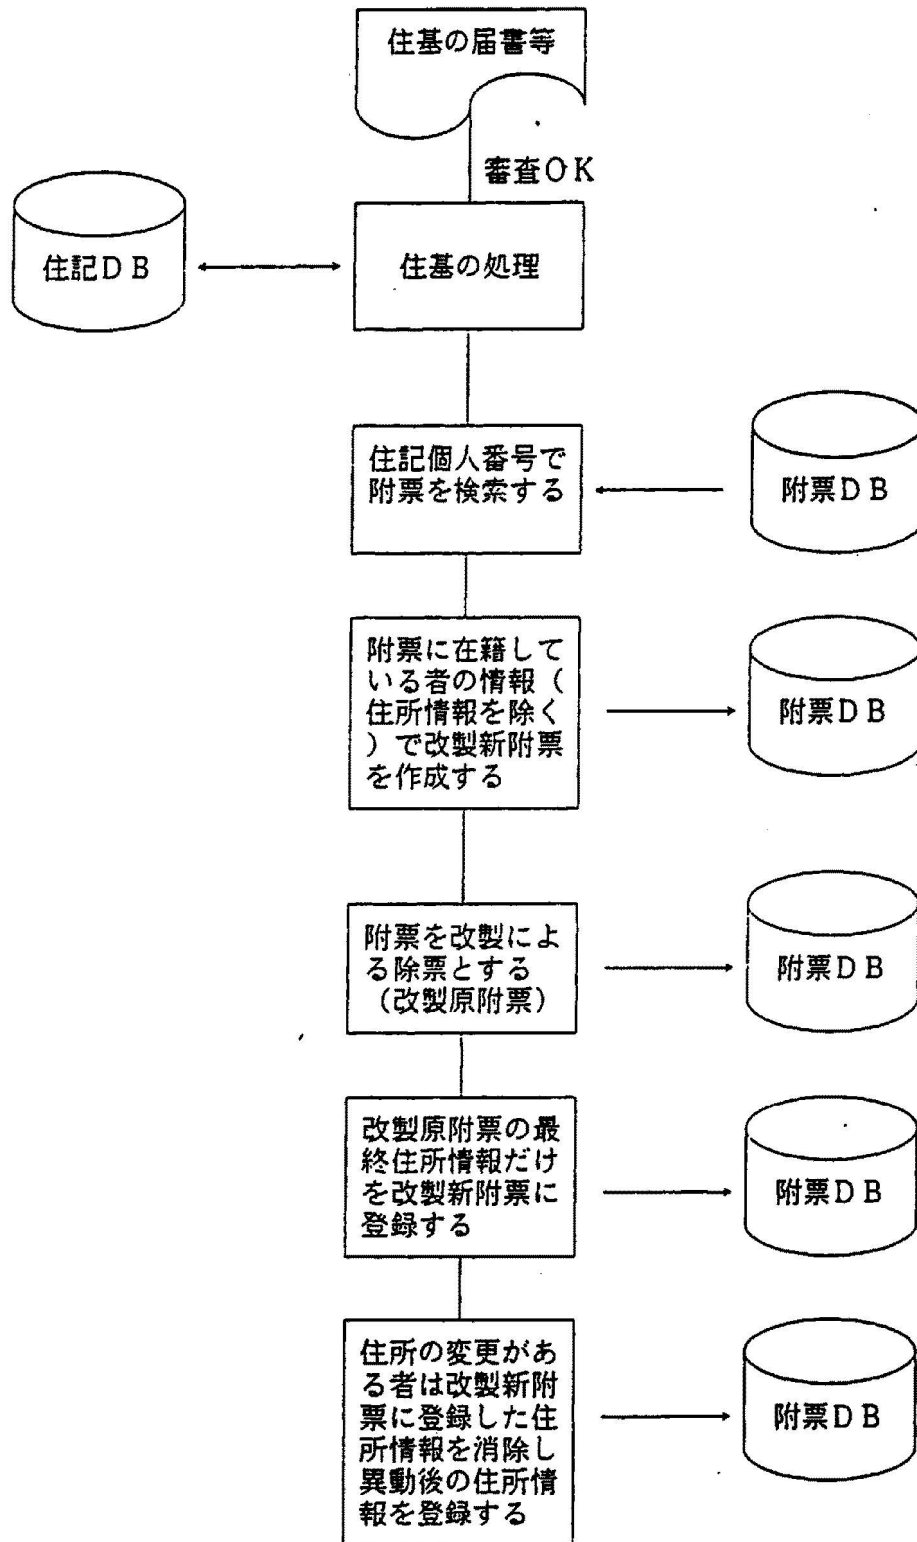 住基の届書等
審査OK
住記DB
住基の処理
住記個人番号で
附票を検索する
附票DB
附票に在籍して
いる者の情報（
住所情報を除く
）で改製新附票
を作成する
附票DB
附票を改製によ
る除票とする
（改製原附票）
附票DB
改製原附票の最
終住所情報だけ
を改製新附票に
登録する
附票DB
住所の変更があ
る者は改製新附
票に登録した住
所情報を消除し
異動後の住所情
報を登録する
附票DB